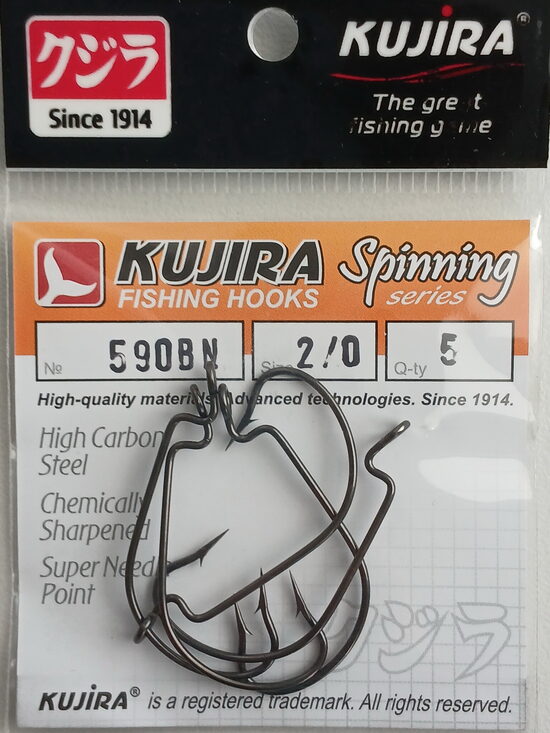 クジラ
Since 1914
KUJIRA®
The great
fishing game
KUJIRA Spinning
FISHING HOOKS series
№ 590BN Size 2/0 Q-ty 5
High-quality materials. Advanced technologies. Since 1914.
High Carbon
Steel
Chemically
Sharpened
Super Need
Point
クジラ
KUJIRA® is a registered trademark. All rights reserved.